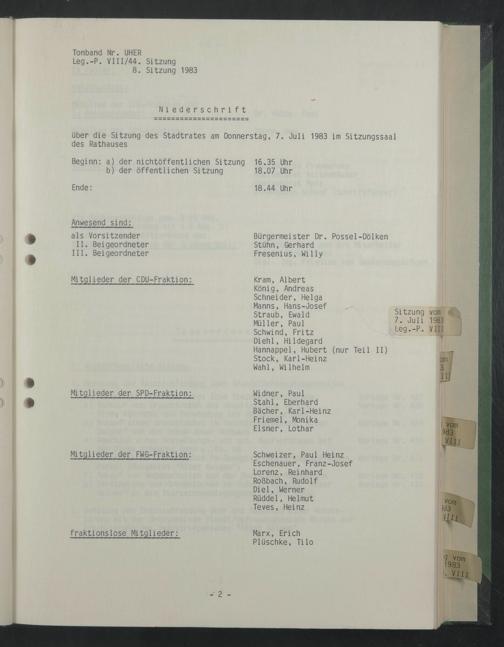 Tonband Nr. UHER
Leg.-P. VIII/44. Sitzung
8. Sitzung 1983
Niederschrift
über die Sitzung des Stadtrates am Donnerstag, 7. Juli 1983 im Sitzungssaal
des Rathauses
Beginn: a) der nichtöffentlichen Sitzung 16.35 Uhr
b) der öffentlichen Sitzung 18.07 Uhr
Ende: 18.44 Uhr
Anwesend sind:
als Vorsitzender Bürgermeister Dr. Possel-Dölken
II. Beigeordneter Stühn, Gerhard
III. Beigeordneter Fresenius, Willy
Mitglieder der CDU-Fraktion: Kram, Albert
König, Andreas
Schneider, Helga
Manns, Hans-Josef
Straub, Ewald
Müller, Paul
Schwind, Fritz
Diehl, Hildegard
Hannappel, Hubert (nur Teil II)
Stock, Karl-Heinz
Wahl, Wilhelm
Sitzung vom
7. Juli 1983
Leg.-P. VIII
Mitglieder der SPD-Fraktion: Widner, Paul
Stahl, Eberhard
Bächer, Karl-Heinz
Friemel, Monika
Elsner, Lothar
Mitglieder der FWG-Fraktion: Schweizer, Paul Heinz
Eschenauer, Franz-Josef
Lorenz, Reinhard
Roßbach, Rudolf
Diel, Werner
Rüddel, Helmut
Teves, Heinz
fraktionslose Mitglieder: Marx, Erich
Plüschke, Tilo
- 2 -